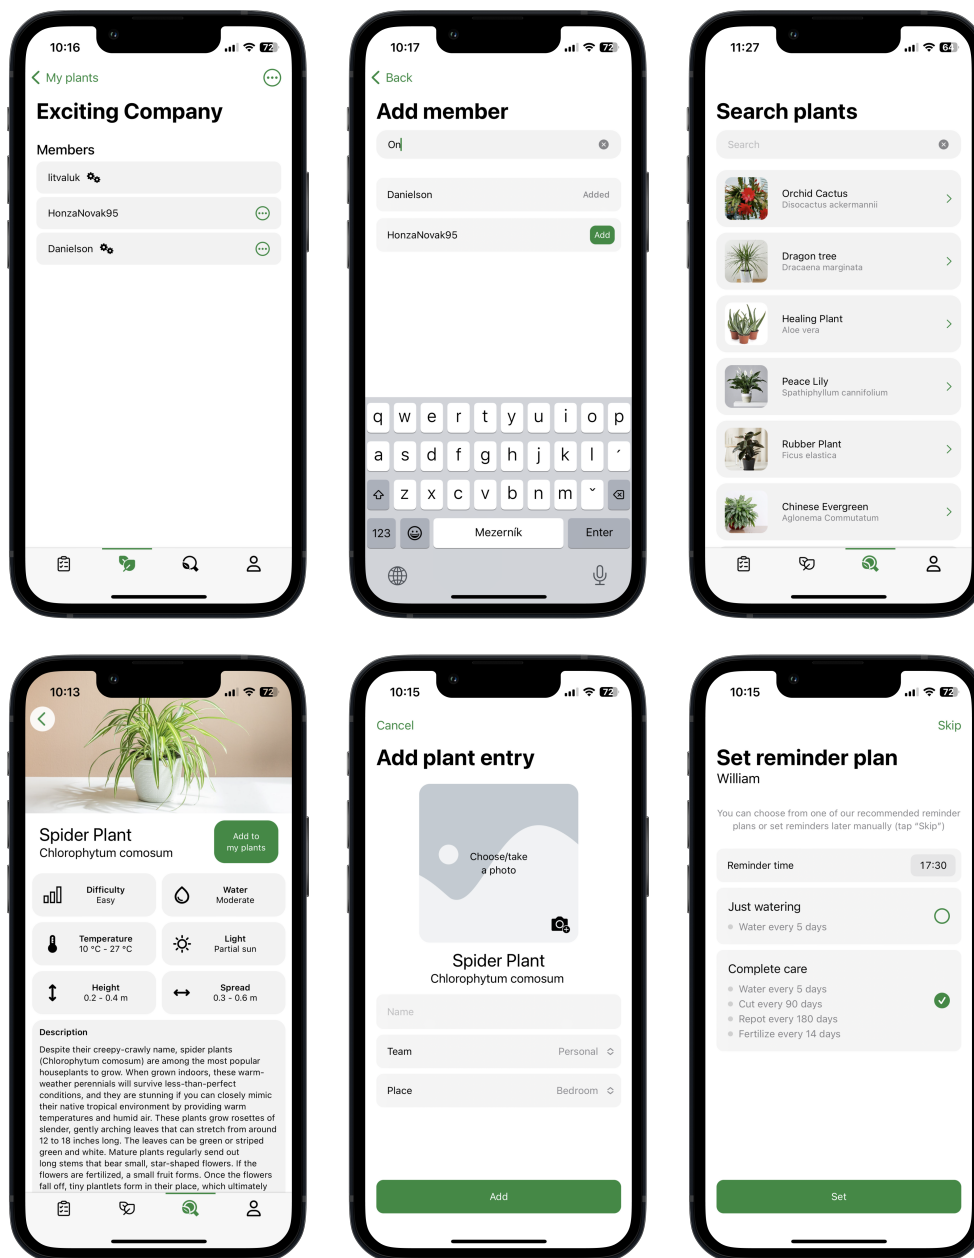 10:16
72
My plants
Exciting Company
Members
litvaluk
HonzaNovak95
Danielson
10:17
72
Back
Add member
On
Danielson
Added
HonzaNovak95
Add
q w e r t y u i o p
a s d f g h j k l ´
z x c v b n m ˇ
123
Mezerník
Enter
11:27
64
Search plants
Search
Orchid Cactus
Disocactus ackermannii
Dragon tree
Dracaena marginata
Healing Plant
Aloe vera
Peace Lily
Spathiphyllum cannifolium
Rubber Plant
Ficus elastica
Chinese Evergreen
Aglonema Commutatum
10:13
72
Spider Plant
Chlorophytum comosum
Add to
my plants
Difficulty
Easy
Water
Moderate
Temperature
10 °C - 27 °C
Light
Partial sun
Height
0.2 - 0.4 m
Spread
0.3 - 0.6 m
Description
Despite their creepy-crawly name, spider plants
(Chlorophytum comosum) are among the most popular
houseplants to grow. When grown indoors, these warm-
weather perennials will survive less-than-perfect
conditions, and they are stunning if you can closely mimic
their native tropical environment by providing warm
temperatures and humid air. These plants grow rosettes of
slender, gently arching leaves that can stretch from around
12 to 18 inches long. The leaves can be green or striped
green and white. Mature plants regularly send out
long stems that bear small, star-shaped flowers. If the
flowers are fertilized, a small fruit forms. Once the flowers
fall off, tiny plantlets form in their place, which ultimately
10:15
72
Cancel
Add plant entry
Choose/take
a photo
Spider Plant
Chlorophytum comosum
Name
Team
Personal
Place
Bedroom
Add
10:15
72
Skip
Set reminder plan
William
You can choose from one of our recommended reminder
plans or set reminders later manually (tap “Skip”)
Reminder time
17:30
Just watering
Water every 5 days
Complete care
Water every 5 days
Cut every 90 days
Repot every 180 days
Fertilize every 14 days
Set